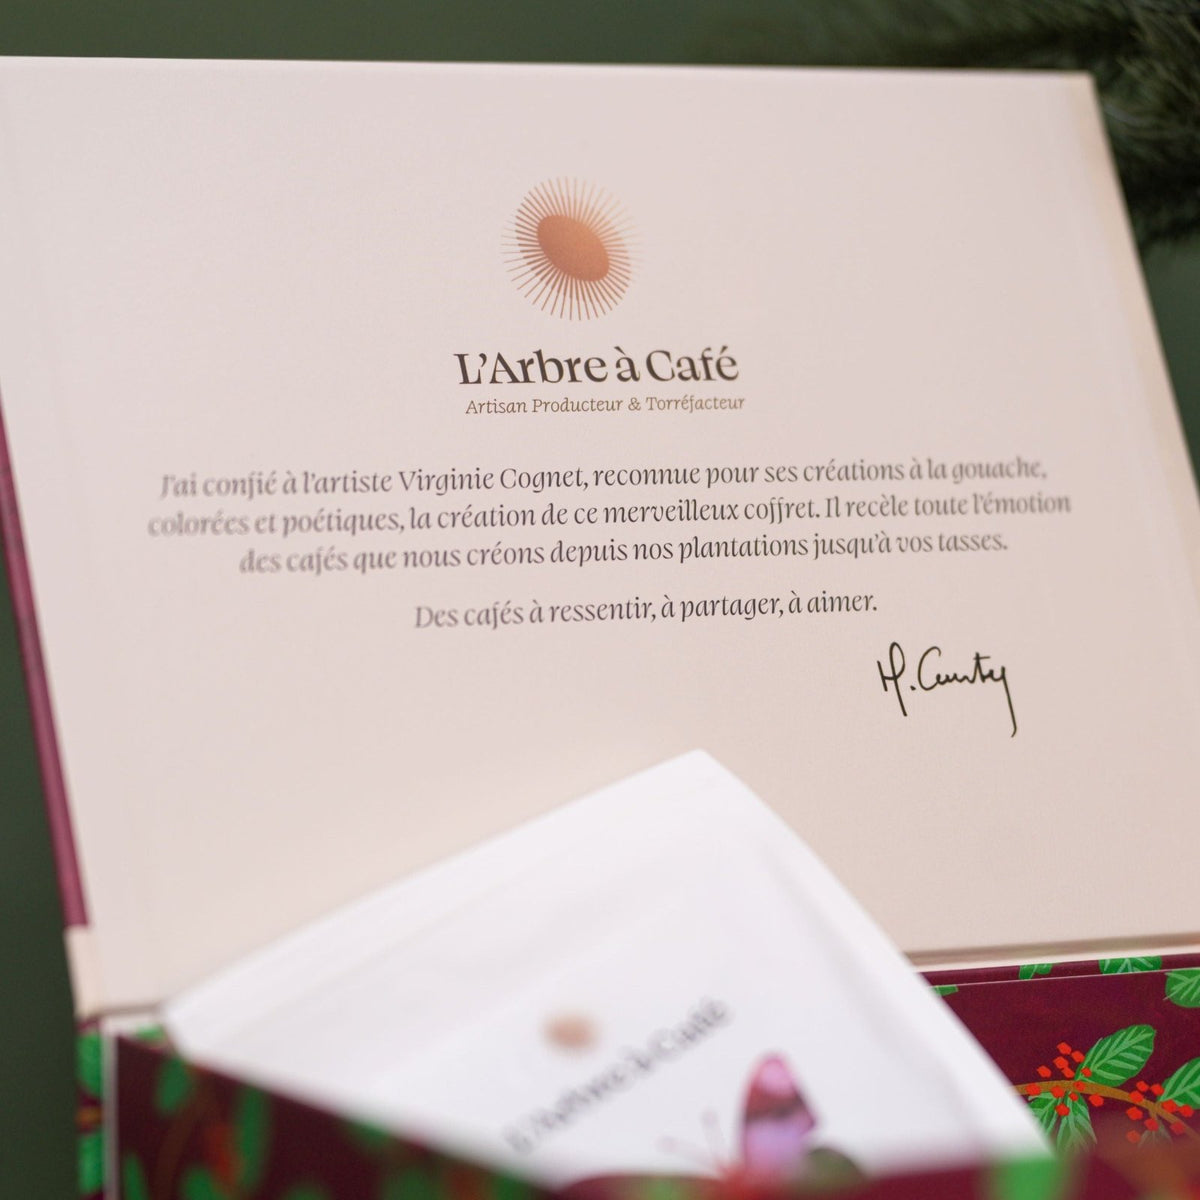 L'Arbre à Café
Artisan Producteur & Torréfacteur
J'ai confié à l'artiste Virginie Cognet, reconnue pour ses créations à la gouache,
colorées et poétiques, la création de ce merveilleux coffret. Il recèle toute l'émotion
des cafés que nous créons depuis nos plantations jusqu'à vos tasses.
Des cafés à ressentir, à partager, à aimer.
L'Arbre à Café